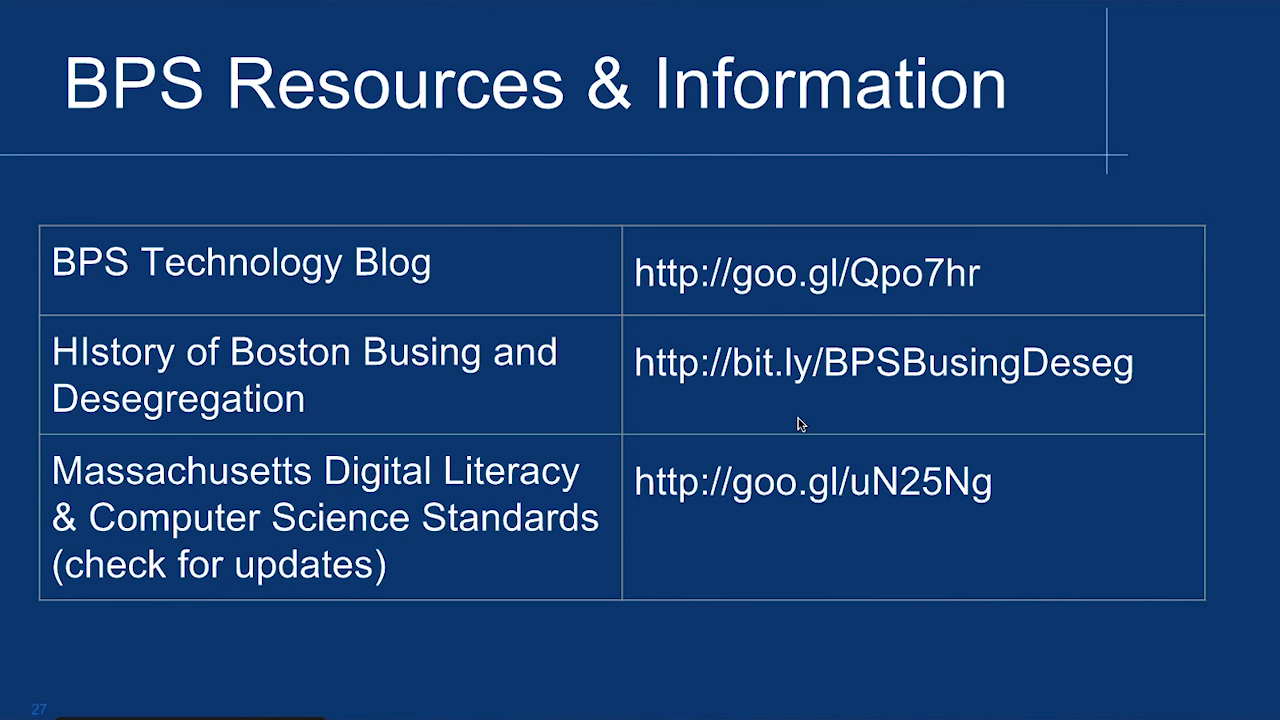 BPS Resources & Information
BPS Technology Blog
http://goo.gl/Qpo7hr
HIstory of Boston Busing and
Desegregation
http://bit.ly/BPSBusingDeseg
Massachusetts Digital Literacy
& Computer Science Standards
(check for updates)
http://goo.gl/uN25Ng
27